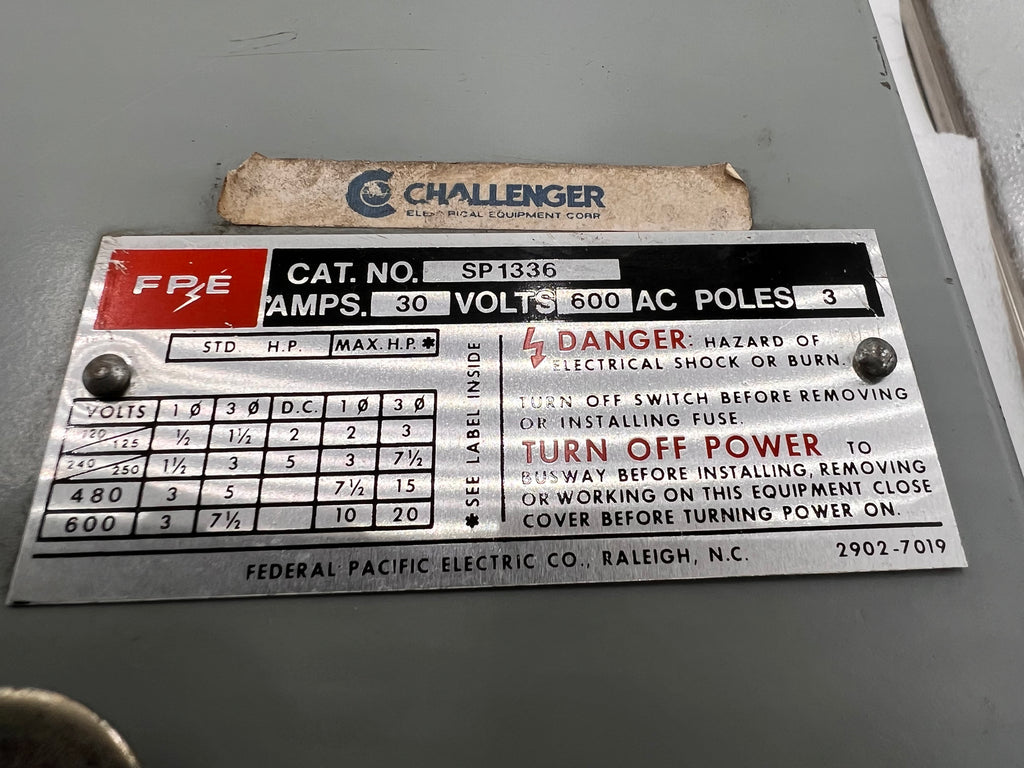 CHALLENGER
ELECTRICAL EQUIPMENT CORP
FPE
CAT. NO. SP1336
AMPS. 30 VOLTS 600 AC POLES 3
STD. H.P. MAX. H.P.*
VOLTS 1Ø 3Ø D.C. 1Ø 3Ø
120/125 ½ 1½ 2 2 3
240/250 1½ 3 5 3 7½
480 3 5 7½ 15
600 3 7½ 10 20
* SEE LABEL INSIDE
DANGER: HAZARD OF
ELECTRICAL SHOCK OR BURN.
TURN OFF SWITCH BEFORE REMOVING
OR INSTALLING FUSE.
TURN OFF POWER TO
BUSWAY BEFORE INSTALLING, REMOVING
OR WORKING ON THIS EQUIPMENT CLOSE
COVER BEFORE TURNING POWER ON.
FEDERAL PACIFIC ELECTRIC CO., RALEIGH, N.C. 2902-7019